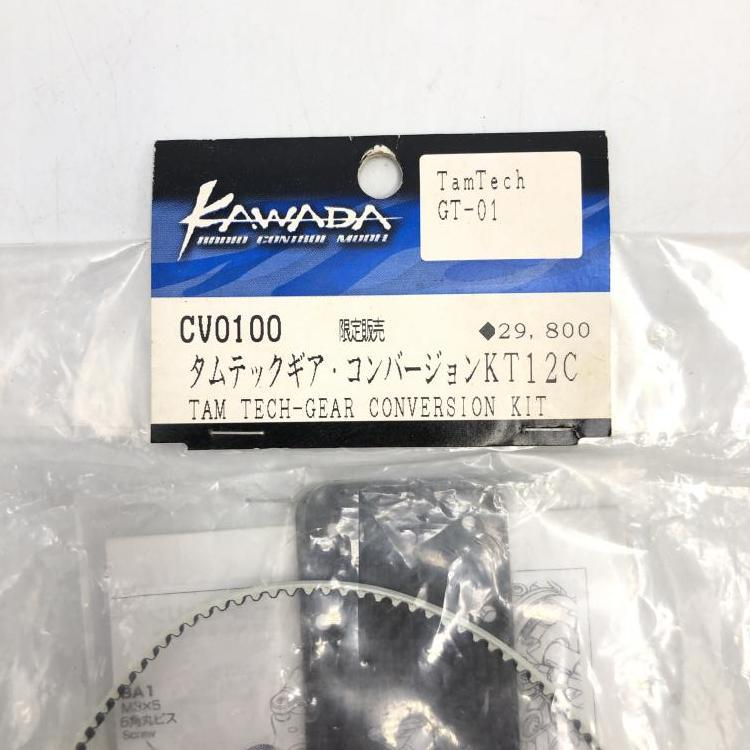 KAWADA
RADIO CONTROL MODEL
TamTech
GT-01
CV0100 限定販売 ◆29,800
タムテックギア・コンバージョンKT12C
TAM TECH-GEAR CONVERSION KIT
BA1
M3×5
6角丸ビス
Screw